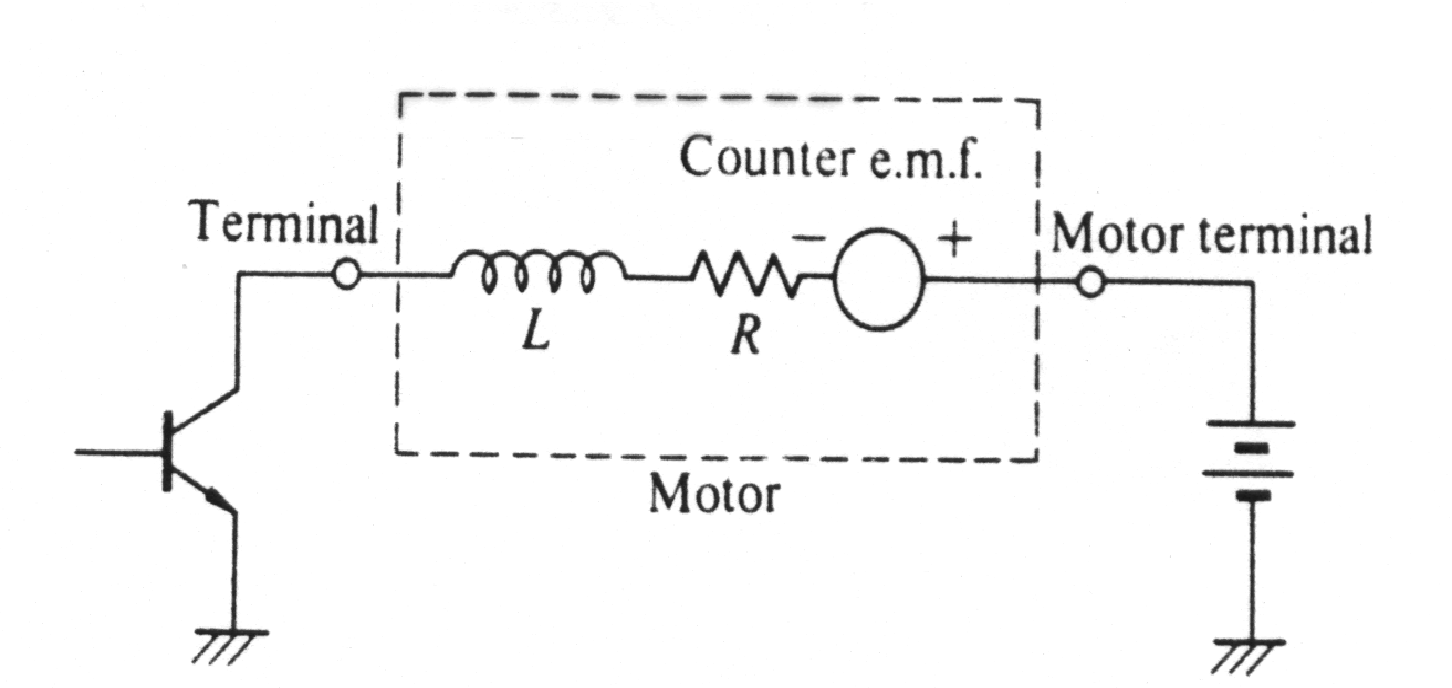 Counter e.m.f.
Terminal
Motor terminal
− +
L
R
Motor